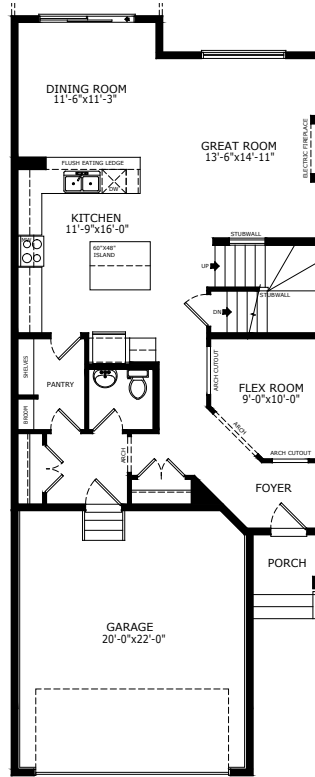 DINING ROOM
11'-6"x11'-3"
GREAT ROOM
13'-6"x14'-11"
ELECTRIC FIREPLACE
FLUSH EATING LEDGE
DW
KITCHEN
11'-9"x16'-0"
60"X48"
ISLAND
STUBWALL
UP
STUBWALL
DN
SHELVES
PANTRY
BROOM
ARCH CUTOUT
FLEX ROOM
9'-0"x10'-0"
ARCH
ARCH
ARCH CUTOUT
FOYER
PORCH
GARAGE
20'-0"x22'-0"